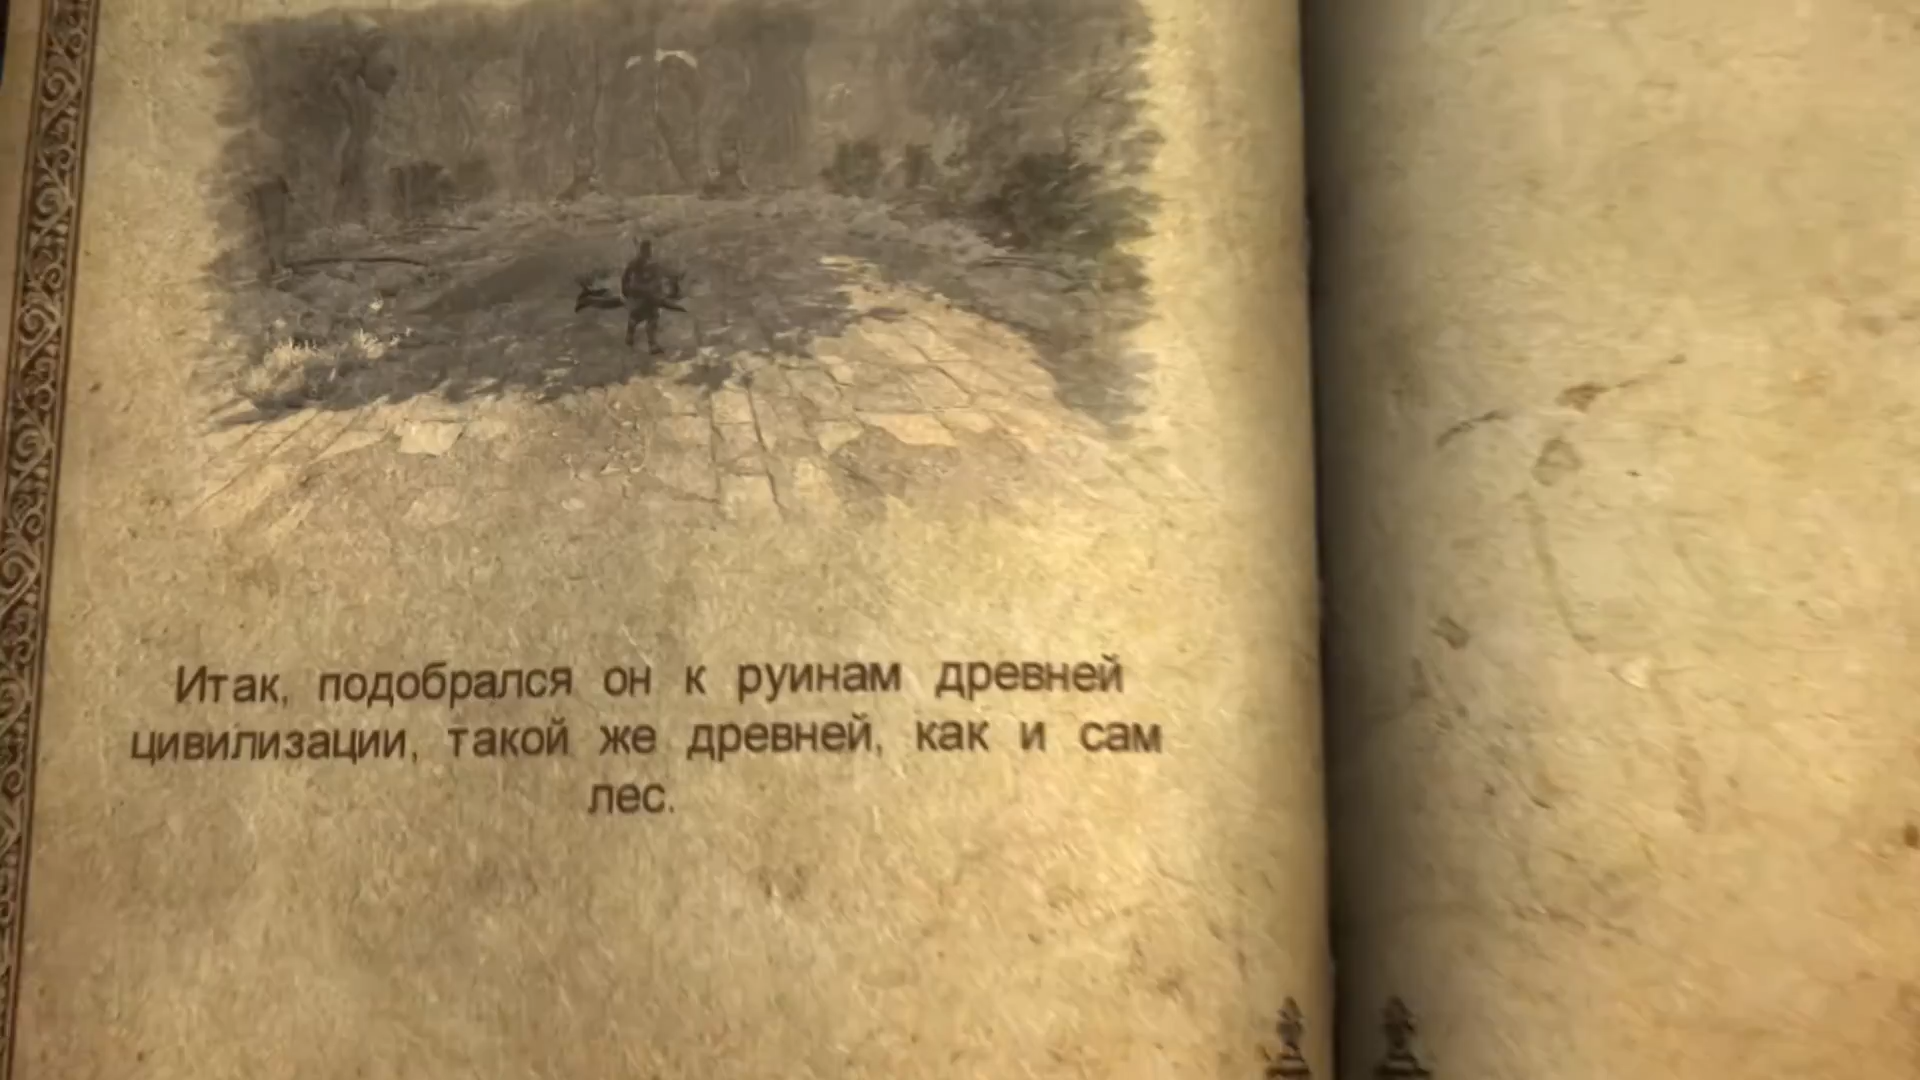 Итак, подобрался он к руинам древней
цивилизации, такой же древней, как и сам
лес.